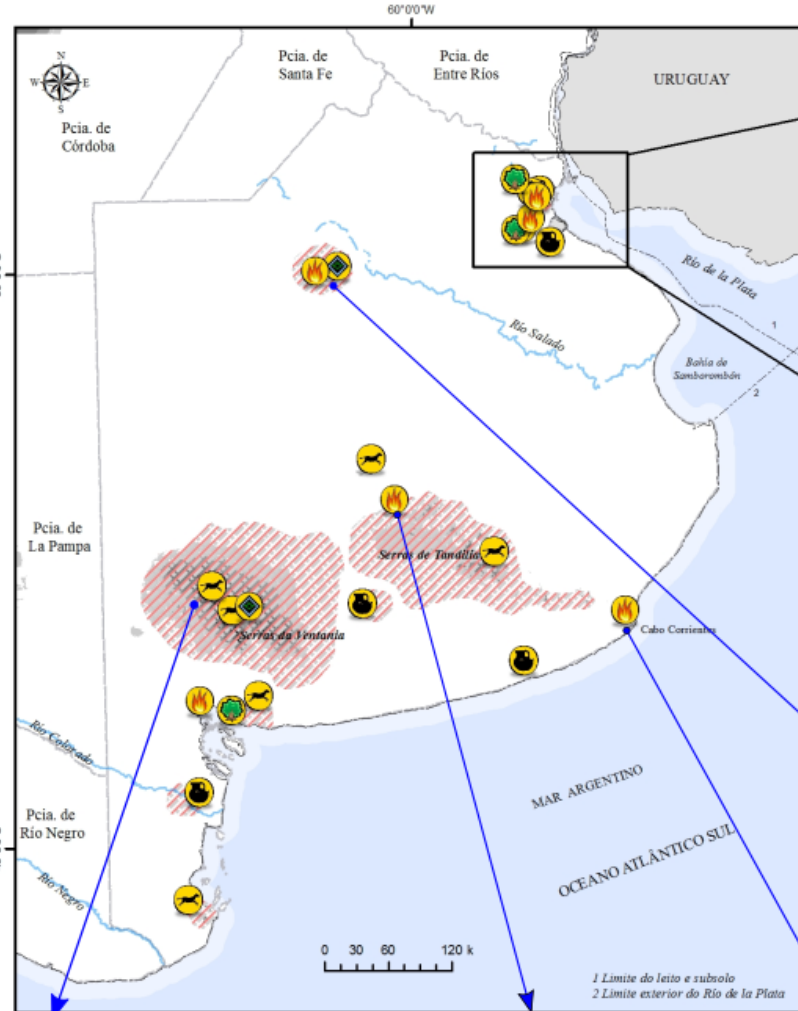 60°0'0"W
N
W
E
S
Pcia. de
Santa Fe
Pcia. de
Entre Ríos
URUGUAY
Pcia. de
Córdoba
Río de la Plata
1
Río Salado
Bahía de
Samborombón
2
Pcia. de
La Pampa
Serras de Tandilia
Serras da Ventania
Cabo Corrientes
Río Colorado
Pcia. de
Río Negro
MAR ARGENTINO
OCEANO ATLÂNTICO SUL
Río Negro
0 30 60 120 k
1 Limite do leito e subsolo
2 Limite exterior do Río de la Plata